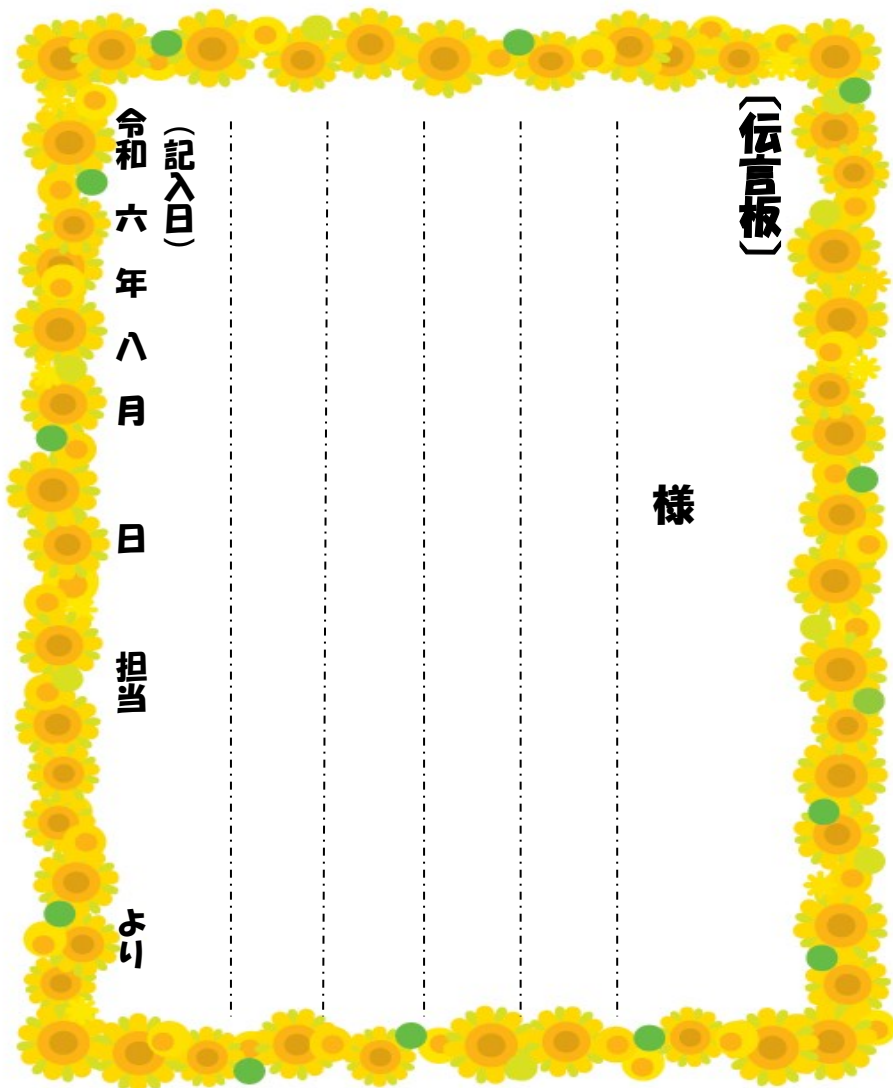 〔伝言板〕
様
（記入日）
令和 六 年 八 月 日 担当 より